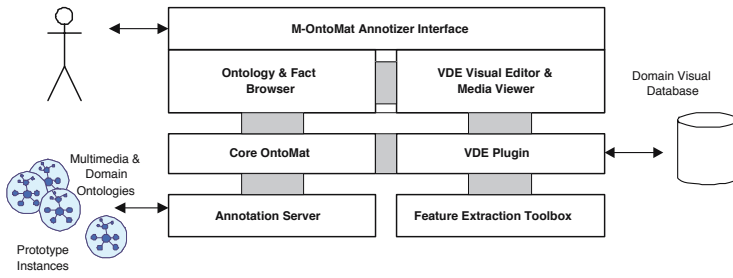 M-OntoMat Annotizer Interface
Ontology & Fact
Browser
VDE Visual Editor &
Media Viewer
Domain Visual
Database
Core OntoMat
VDE Plugin
Multimedia &
Domain
Ontologies
Annotation Server
Feature Extraction Toolbox
Prototype
Instances